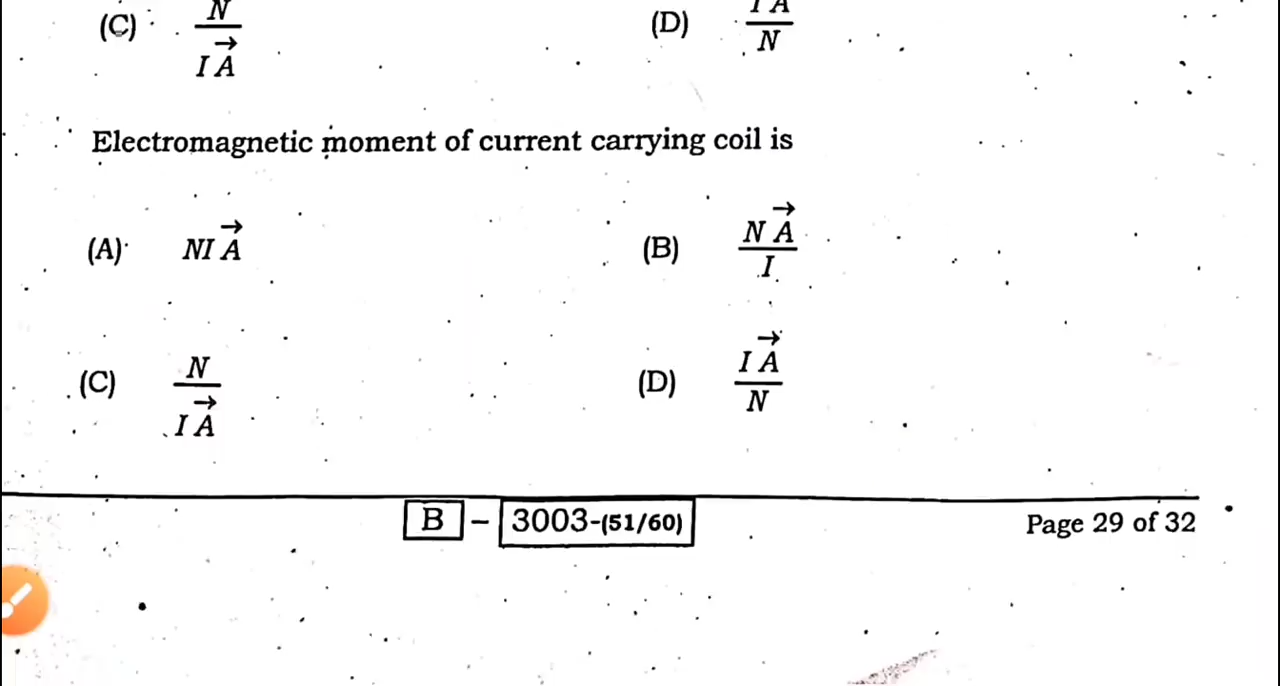 (C) N / I A→ (D) I A→ / N
Electromagnetic moment of current carrying coil is
(A) NI A→ (B) N A→ / I
(C) N / I A→ (D) I A→ / N
B - 3003-(51/60) Page 29 of 32